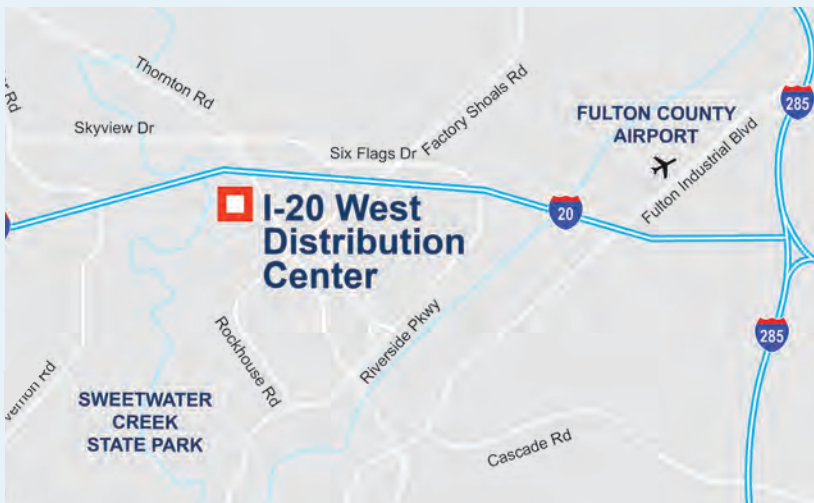 Thornton Rd
Skyview Dr
Six Flags Dr
Factory Shoals Rd
FULTON COUNTY
AIRPORT
Fulton Industrial Blvd
285
20
I-20 West
Distribution
Center
Rockhouse Rd
Riverside Pkwy
285
SWEETWATER
CREEK
STATE PARK
Cascade Rd